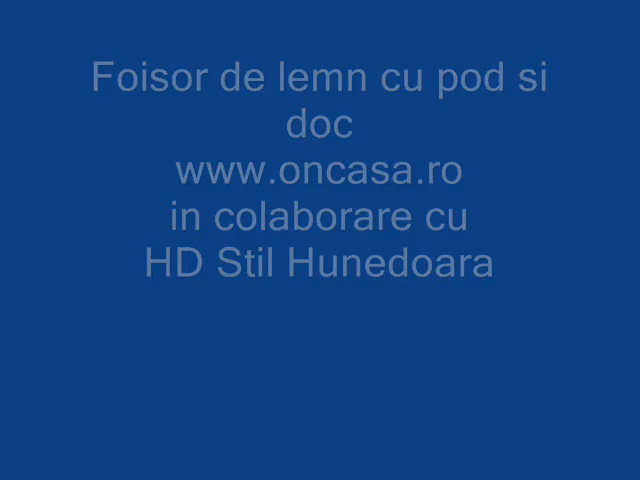 Foisor de lemn cu pod si
doc
www.oncasa.ro
in colaborare cu
HD Stil Hunedoara